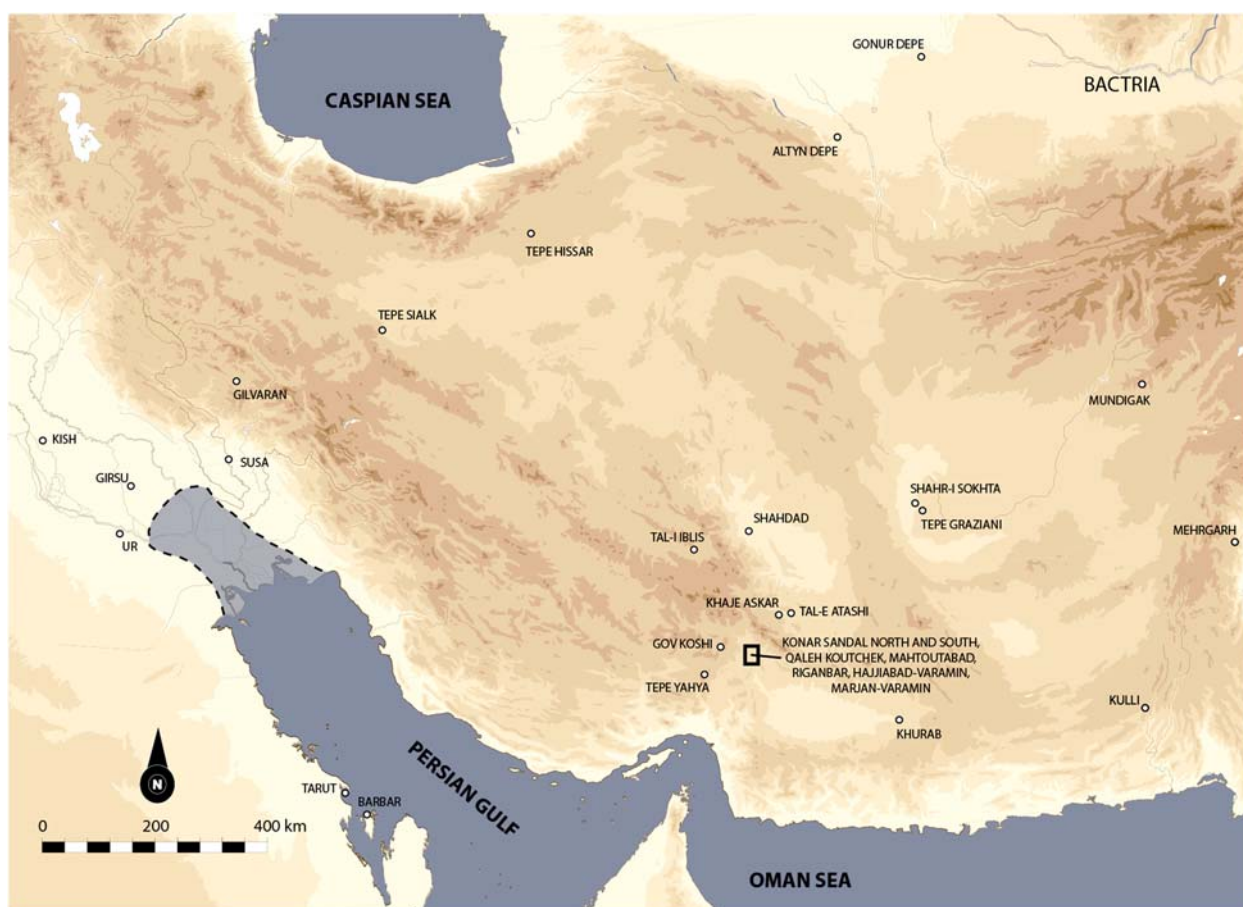 GONUR DEPE
BACTRIA
CASPIAN SEA
ALTYN DEPE
TEPE HISSAR
TEPE SIALK
GILVARAN
MUNDIGAK
KISH
SUSA
GIRSU
SHAHR-I SOKHTA
TEPE GRAZIANI
SHAHDAD
UR
TAL-I IBLIS
MEHRGARH
KHAJE ASKAR
TAL-E ATASHI
GOV KOSHI
KONAR SANDAL NORTH AND SOUTH,
QALEH KOUTCHEK, MAHTOUTABAD,
RIGANBAR, HAJJIABAD-VARAMIN,
MARJAN-VARAMIN
TEPE YAHYA
KULLI
KHURAB
PERSIAN GULF
N
TARUT
BARBAR
0 200 400 km
OMAN SEA